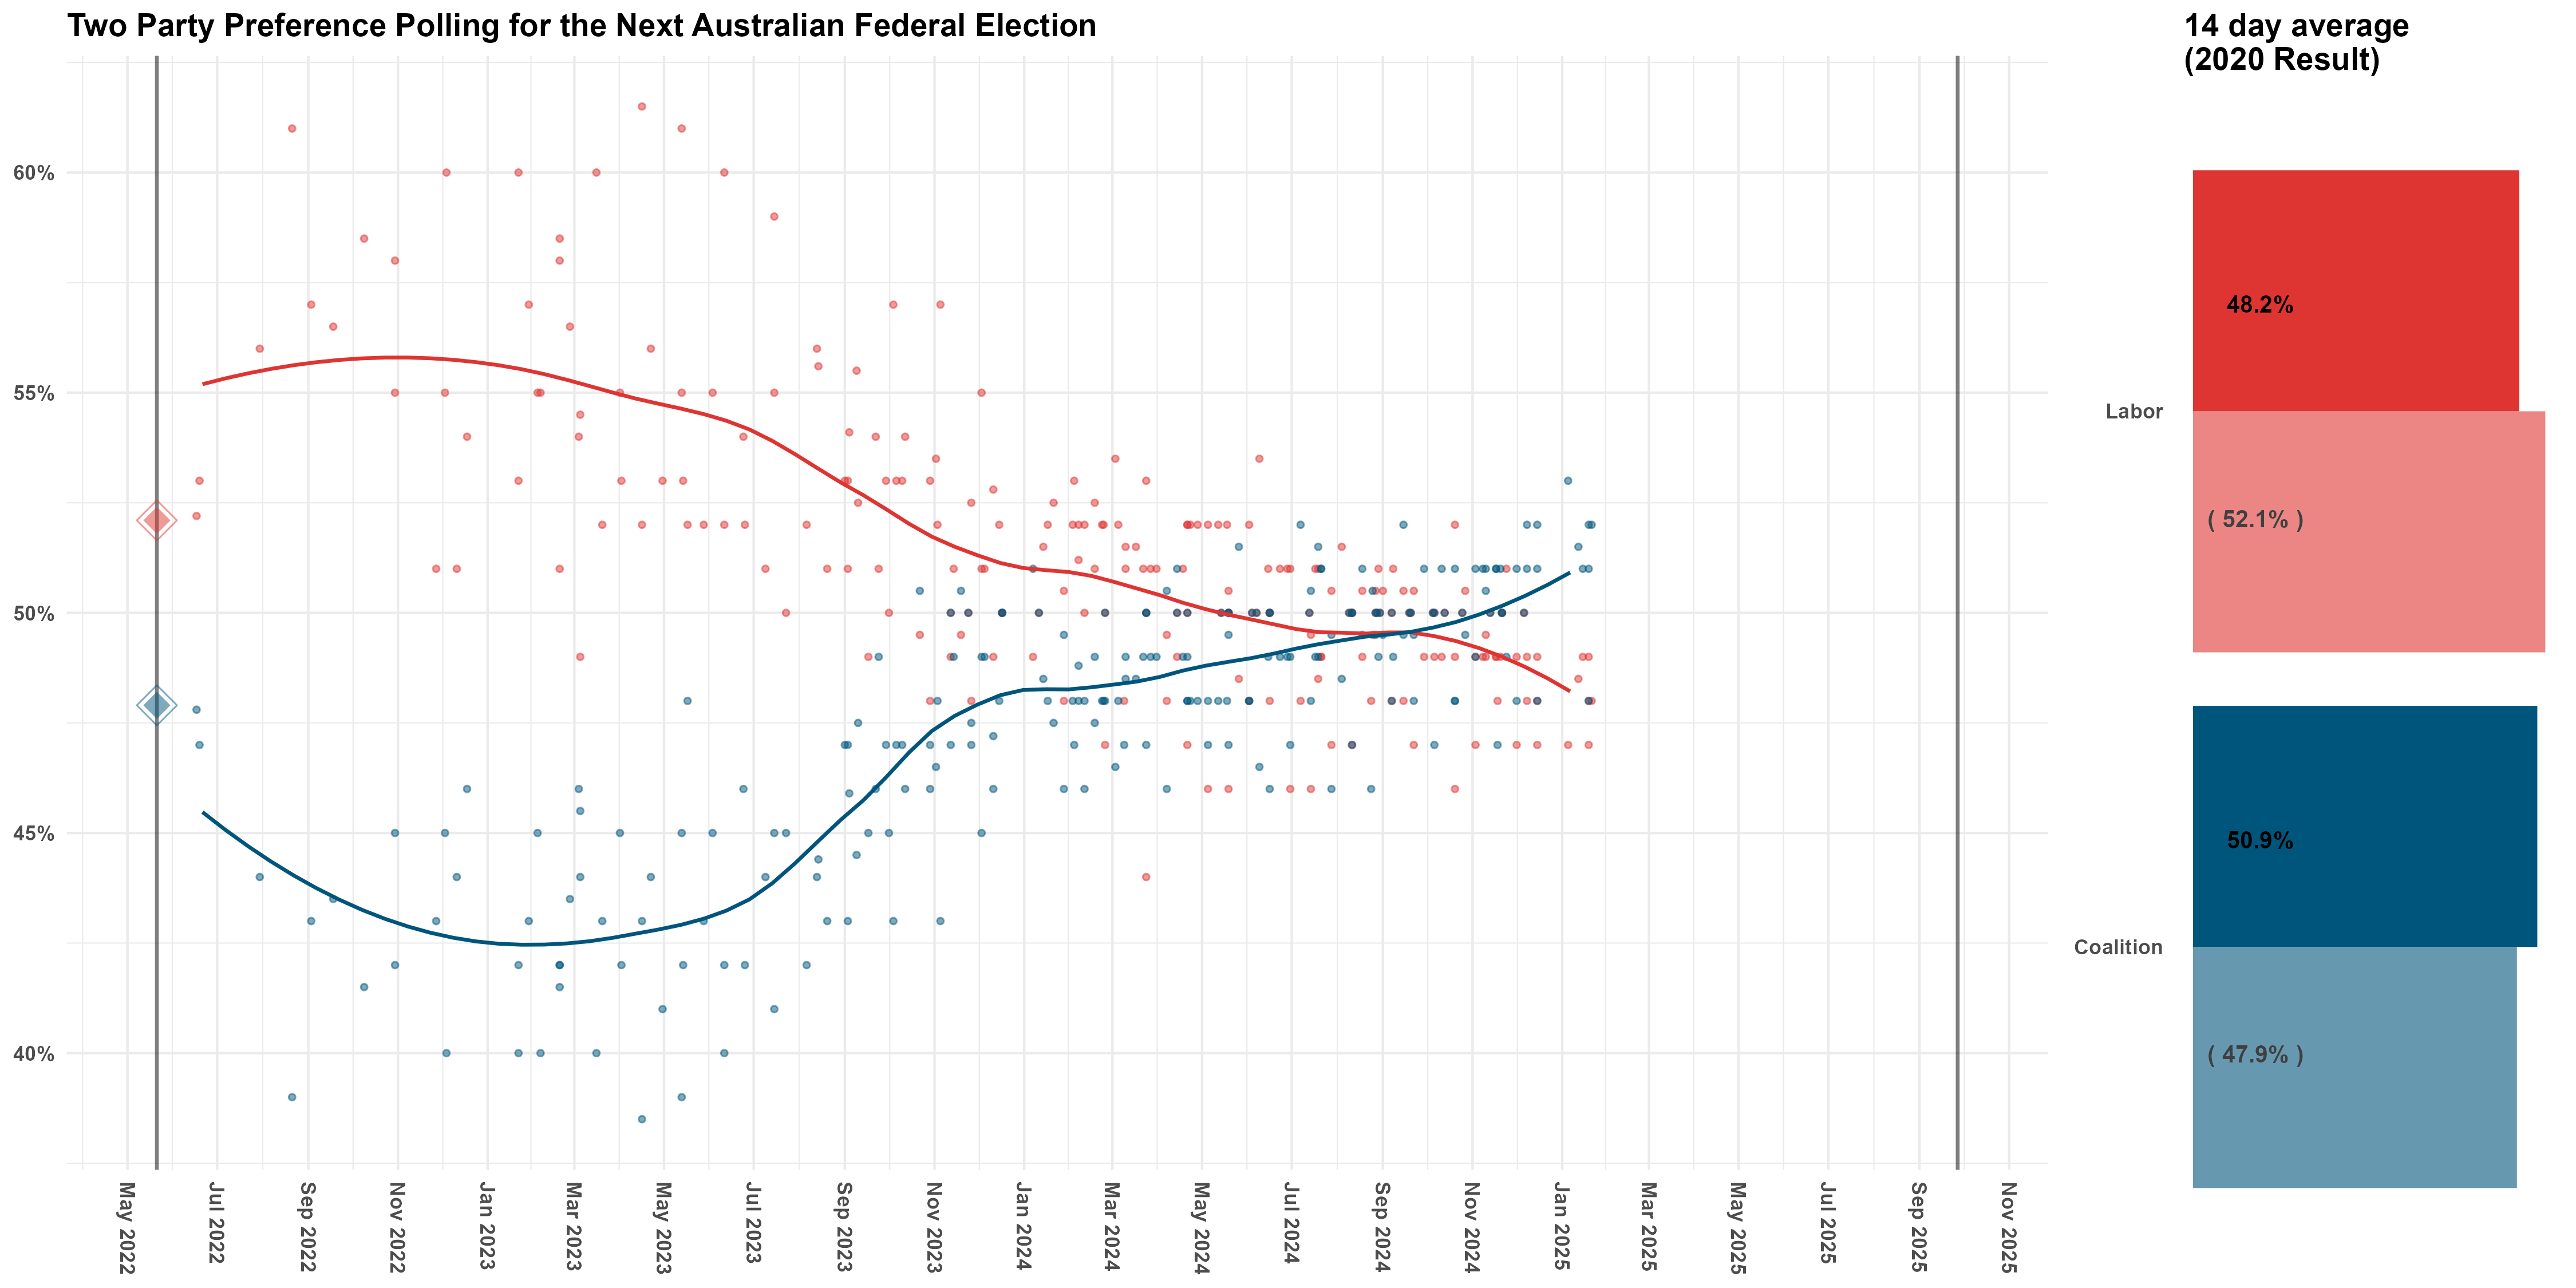 Two Party Preference Polling for the Next Australian Federal Election
14 day average
(2020 Result)
60%
55%
50%
45%
40%
May 2022
Jul 2022
Sep 2022
Nov 2022
Jan 2023
Mar 2023
May 2023
Jul 2023
Sep 2023
Nov 2023
Jan 2024
Mar 2024
May 2024
Jul 2024
Sep 2024
Nov 2024
Jan 2025
Mar 2025
May 2025
Jul 2025
Sep 2025
Nov 2025
Labor
48.2%
( 52.1% )
Coalition
50.9%
( 47.9% )